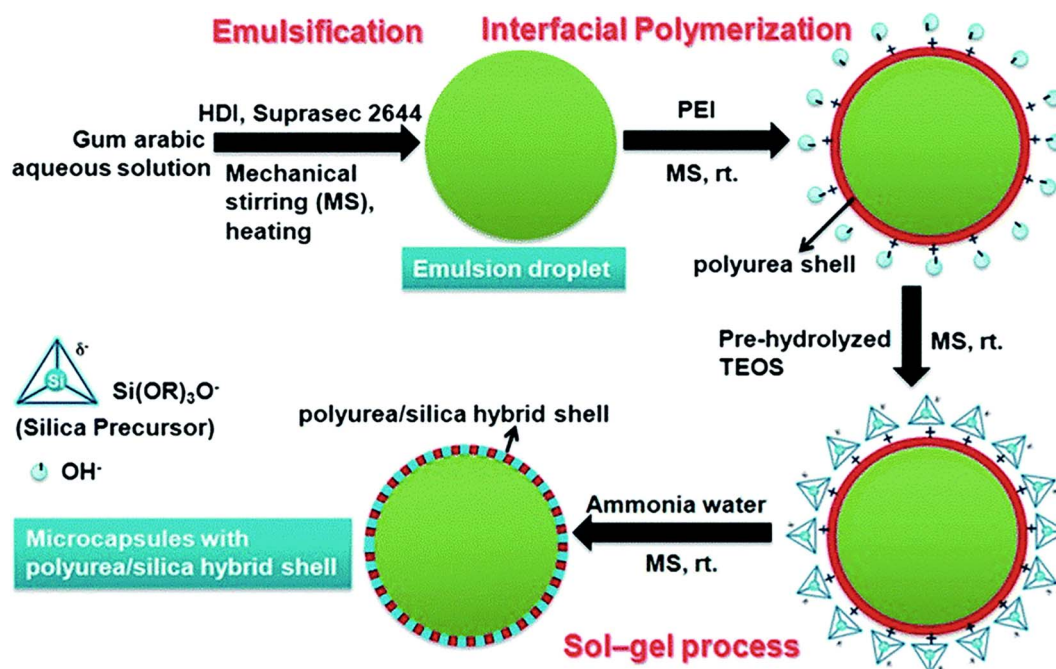 Emulsification
Interfacial Polymerization
HDI, Suprasec 2644
Gum arabic
aqueous solution
Mechanical
stirring (MS),
heating
Emulsion droplet
PEI
MS, rt.
polyurea shell
Pre-hydrolyzed
TEOS
MS, rt.
δ-
Si
Si(OR)₃O⁻
(Silica Precursor)
OH⁻
polyurea/silica hybrid shell
Ammonia water
MS, rt.
Microcapsules with
polyurea/silica hybrid shell
Sol–gel process